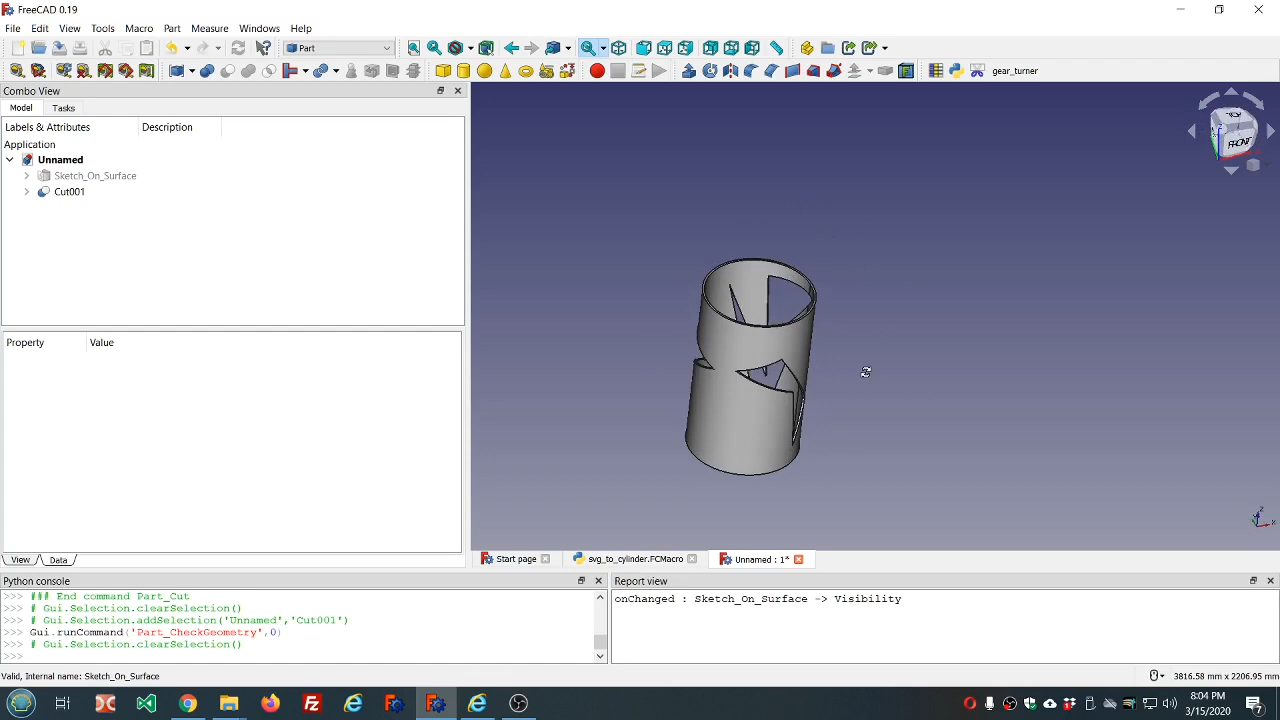 FreeCAD 0.19
File Edit View Tools Macro Part Measure Windows Help
Part
gear_turner
Combo View
Model Tasks
Labels & Attributes Description
Application
Unnamed
Sketch_On_Surface
Cut001
Property Value
View Data
FRONT
Start page svg_to_cylinder.FCMacro Unnamed : 1*
Python console
>>> ### End command Part_Cut
>>> # Gui.Selection.clearSelection()
>>> # Gui.Selection.addSelection('Unnamed','Cut001')
>>> Gui.runCommand('Part_CheckGeometry',0)
>>> # Gui.Selection.clearSelection()
>>>
Report view
onChanged : Sketch_On_Surface -> Visibility
Valid, Internal name: Sketch_On_Surface
3816.58 mm x 2206.95 mm
8:04 PM
3/15/2020